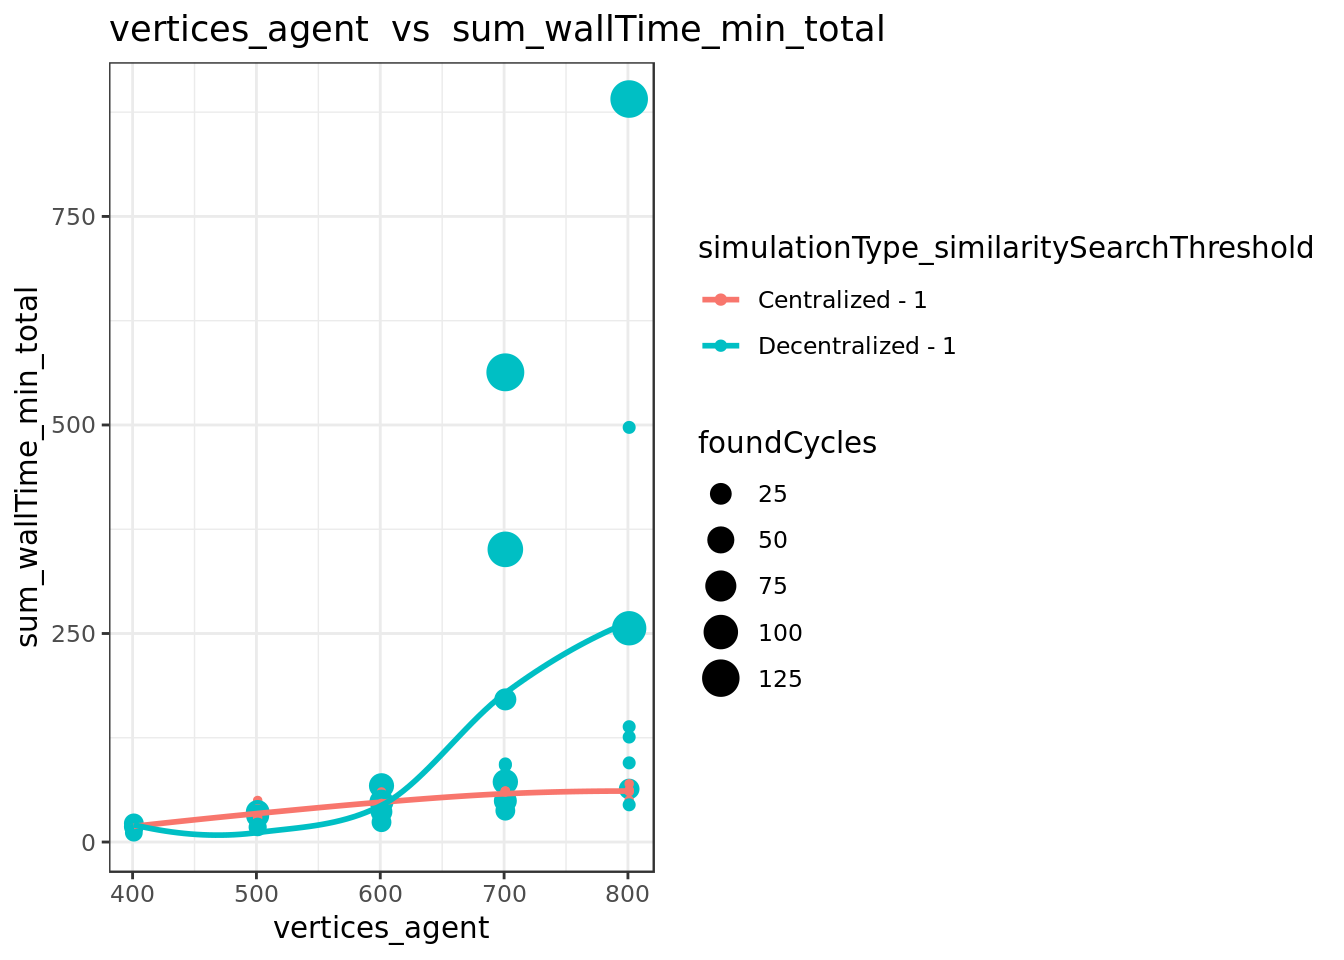 vertices_agent vs sum_wallTime_min_total
sum_wallTime_min_total
750
500
250
0
400 500 600 700 800
vertices_agent
simulationType_similaritySearchThreshold
Centralized - 1
Decentralized - 1
foundCycles
25
50
75
100
125